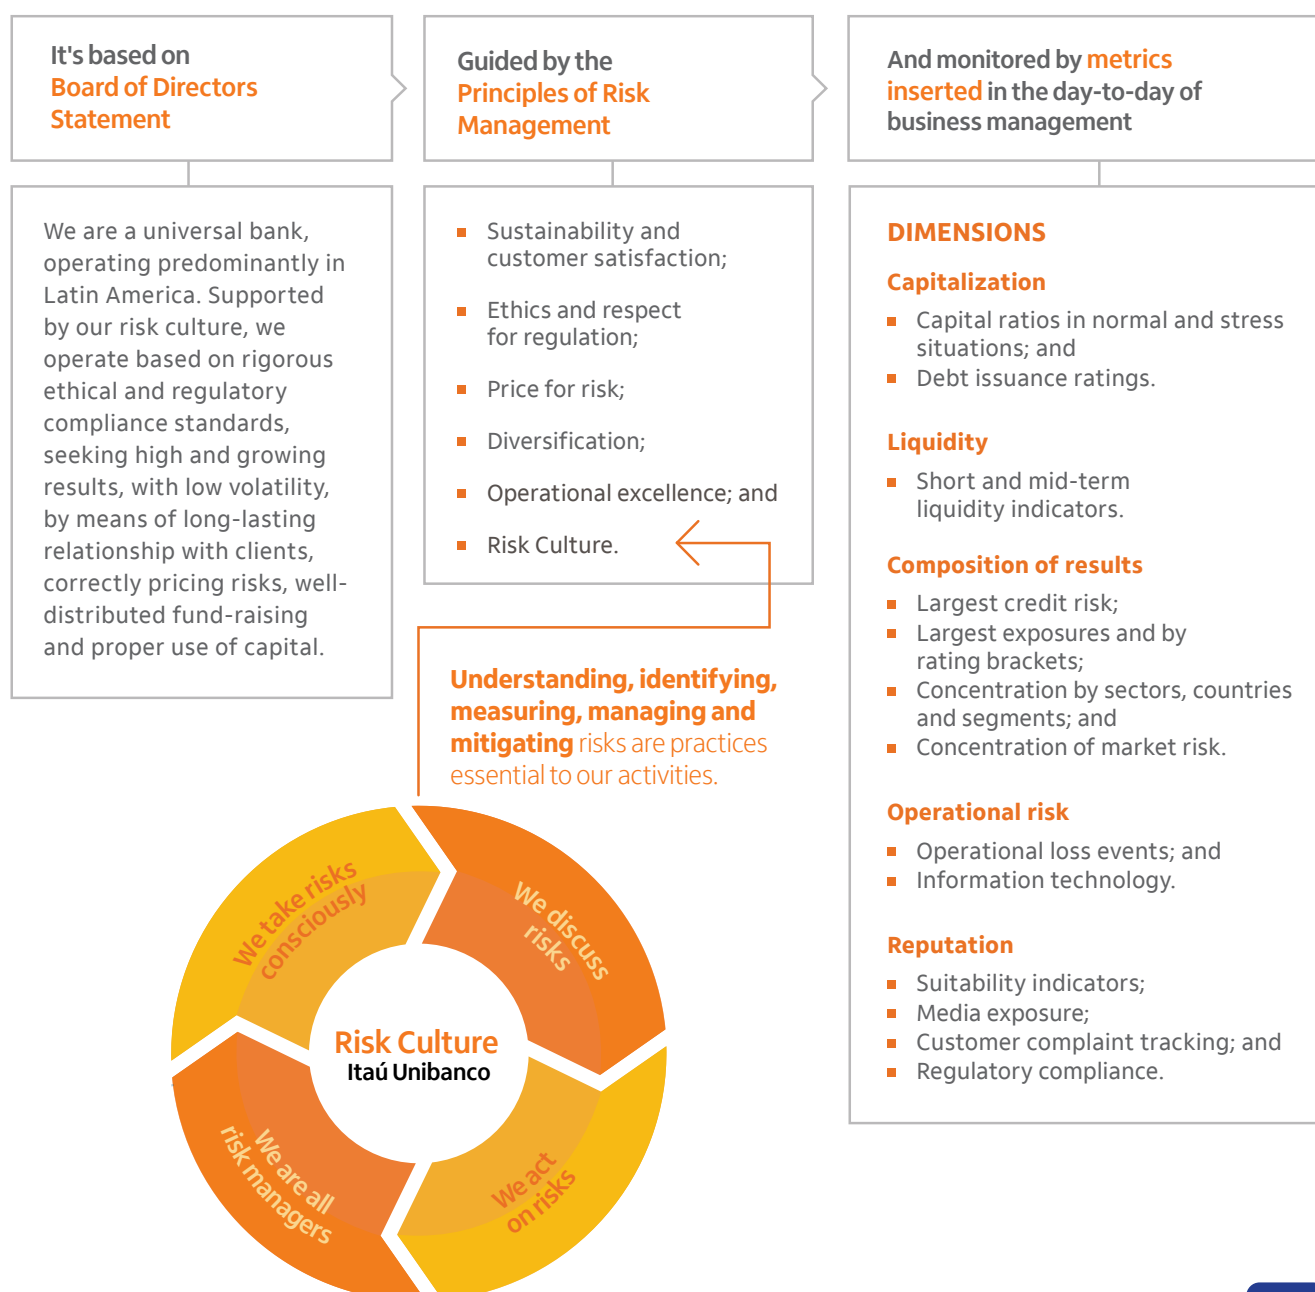 It's based on
Board of Directors
Statement
We are a universal bank,
operating predominantly in
Latin America. Supported
by our risk culture, we
operate based on rigorous
ethical and regulatory
compliance standards,
seeking high and growing
results, with low volatility,
by means of long-lasting
relationship with clients,
correctly pricing risks, well-
distributed fund-raising
and proper use of capital.
Guided by the
Principles of Risk
Management
■ Sustainability and
customer satisfaction;
■ Ethics and respect
for regulation;
■ Price for risk;
■ Diversification;
■ Operational excellence; and
■ Risk Culture.
And monitored by metrics
inserted in the day-to-day of
business management
DIMENSIONS
Capitalization
■ Capital ratios in normal and stress
situations; and
■ Debt issuance ratings.
Liquidity
■ Short and mid-term
liquidity indicators.
Composition of results
■ Largest credit risk;
■ Largest exposures and by
rating brackets;
■ Concentration by sectors, countries
and segments; and
■ Concentration of market risk.
Operational risk
■ Operational loss events; and
■ Information technology.
Reputation
■ Suitability indicators;
■ Media exposure;
■ Customer complaint tracking; and
■ Regulatory compliance.
Understanding, identifying,
measuring, managing and
mitigating risks are practices
essential to our activities.
We take risks
consciously
We discuss
risks
Risk Culture
Itaú Unibanco
We are all
risk managers
We act
on risks